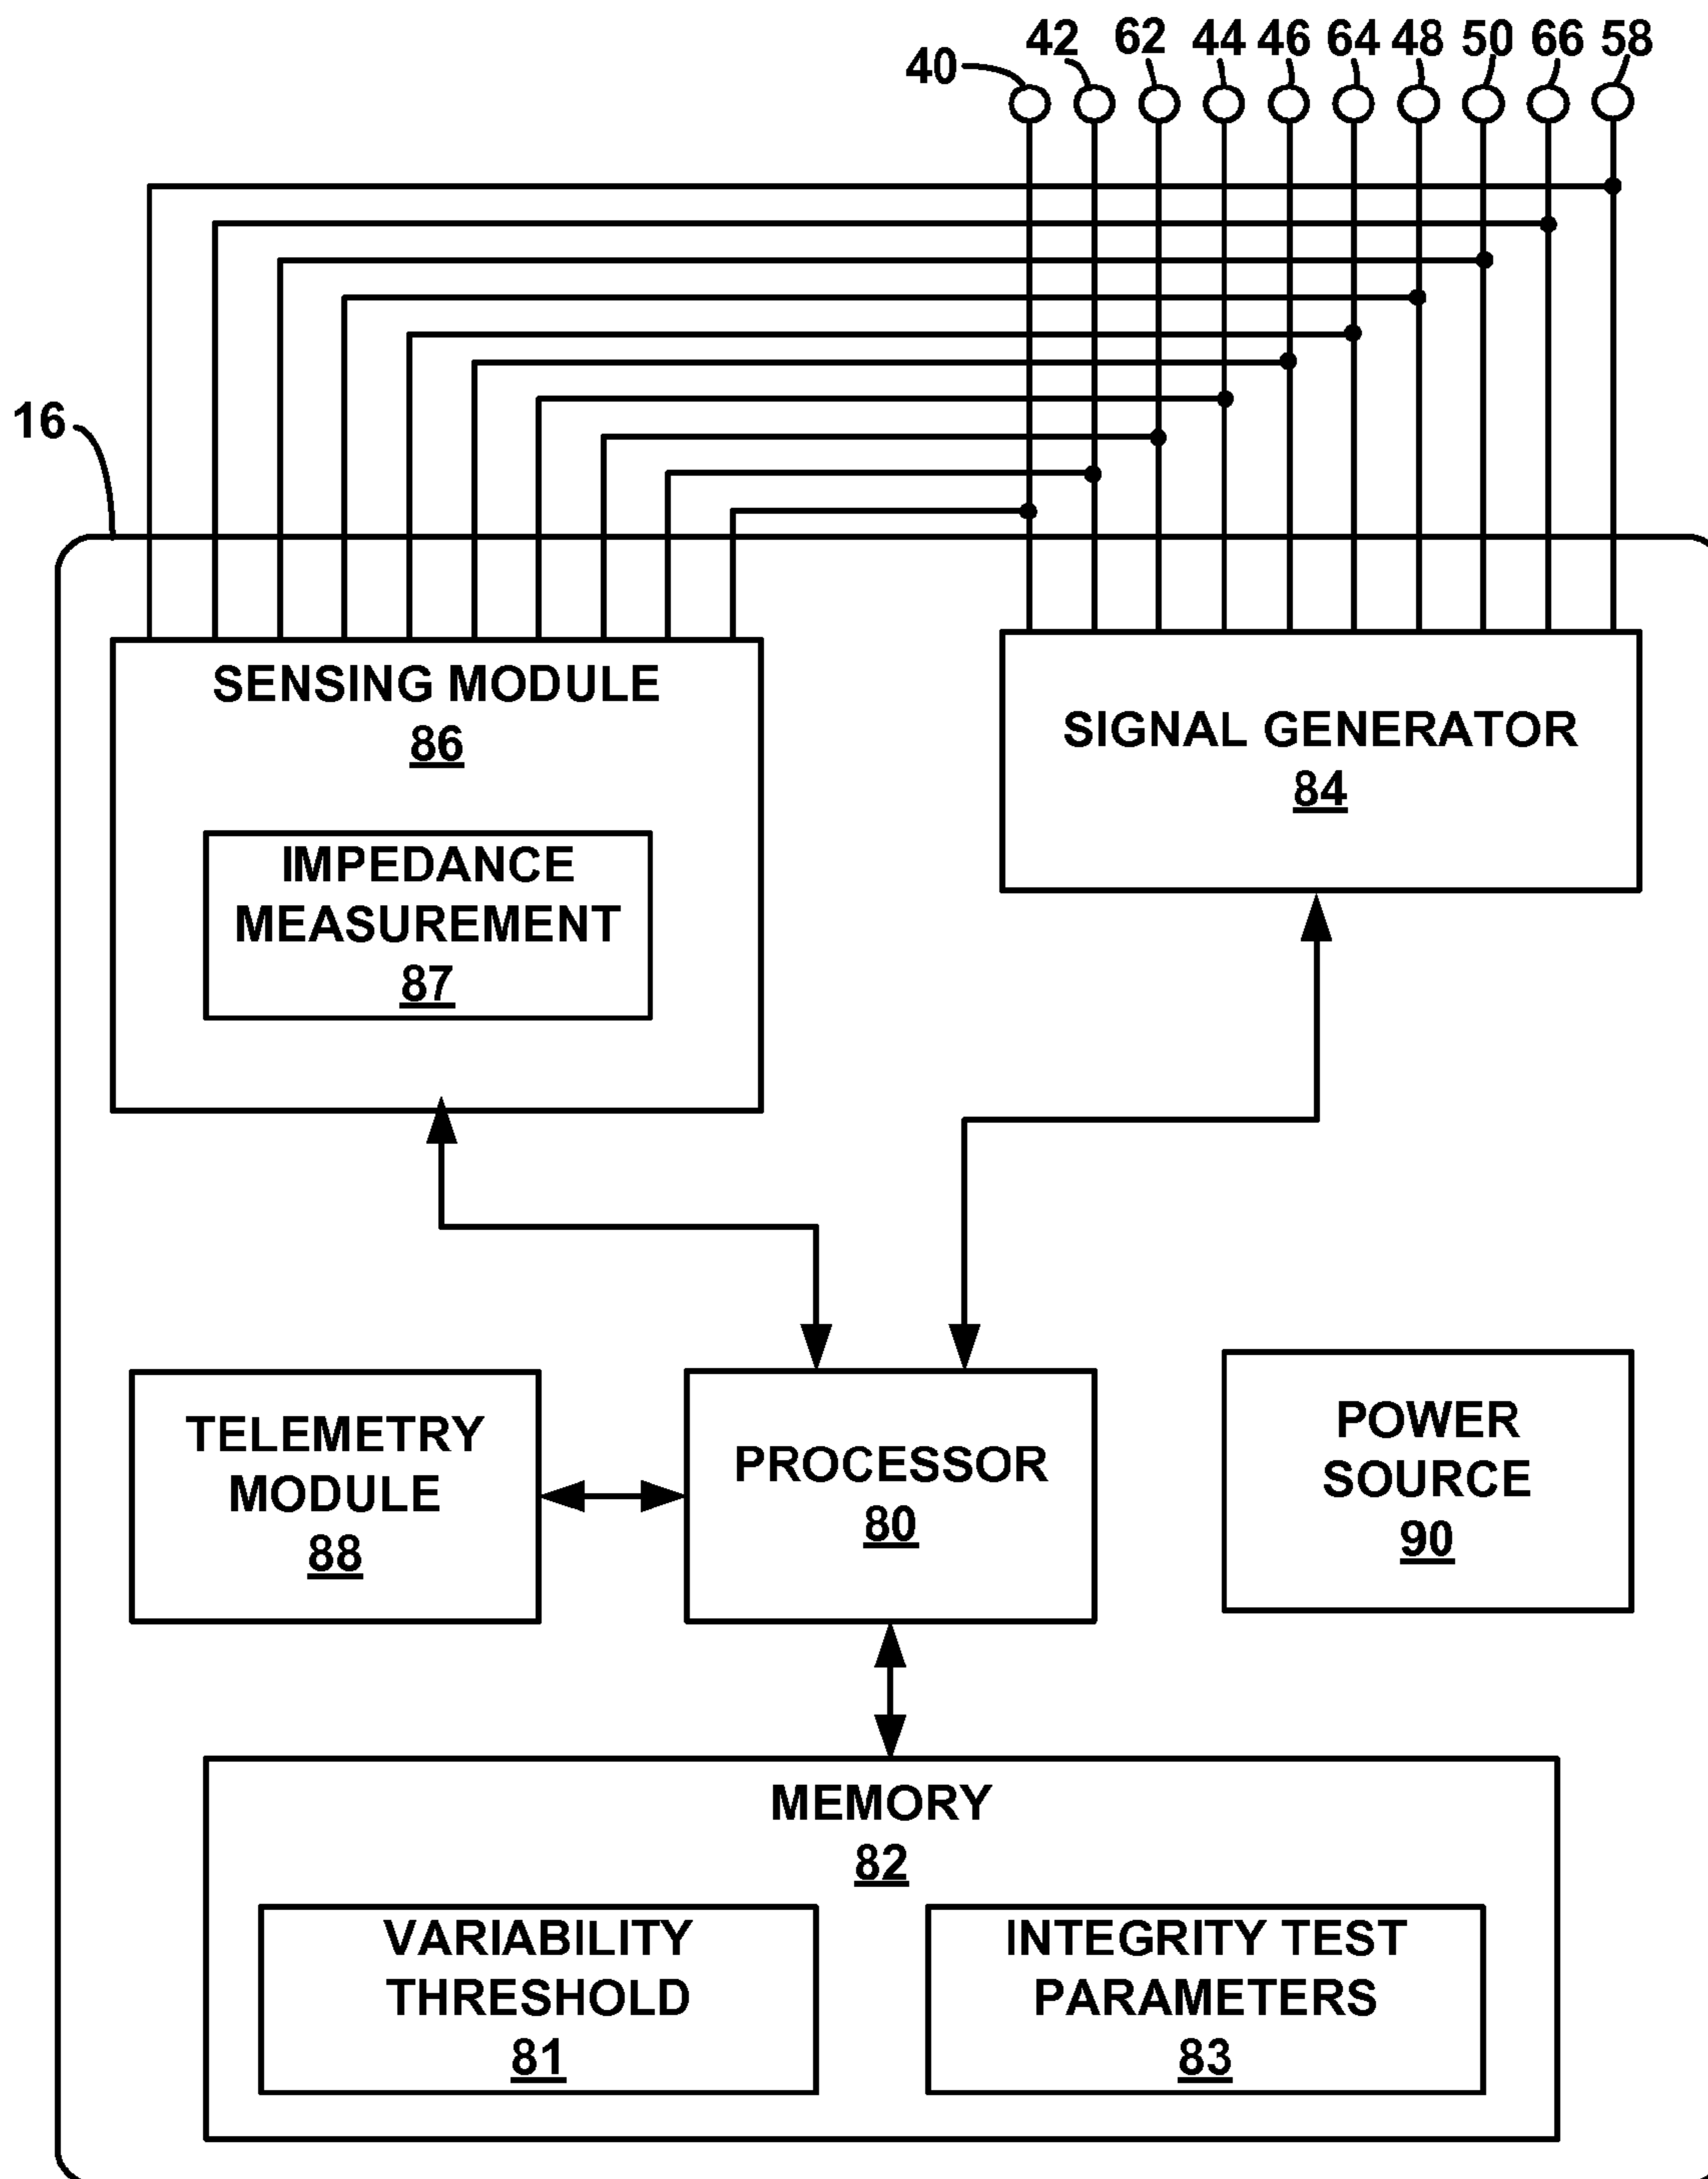 40 42 62 44 46 64 48 50 66 58
16
SENSING MODULE
86
IMPEDANCE
MEASUREMENT
87
SIGNAL GENERATOR
84
TELEMETRY
MODULE
88
PROCESSOR
80
POWER
SOURCE
90
MEMORY
82
VARIABILITY
THRESHOLD
81
INTEGRITY TEST
PARAMETERS
83